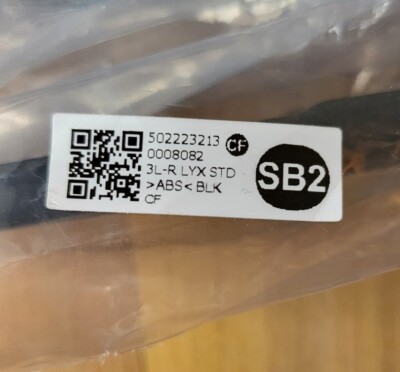 502223213 CF
0008082
3L-R LYX STD
>ABS< BLK
CF
SB2